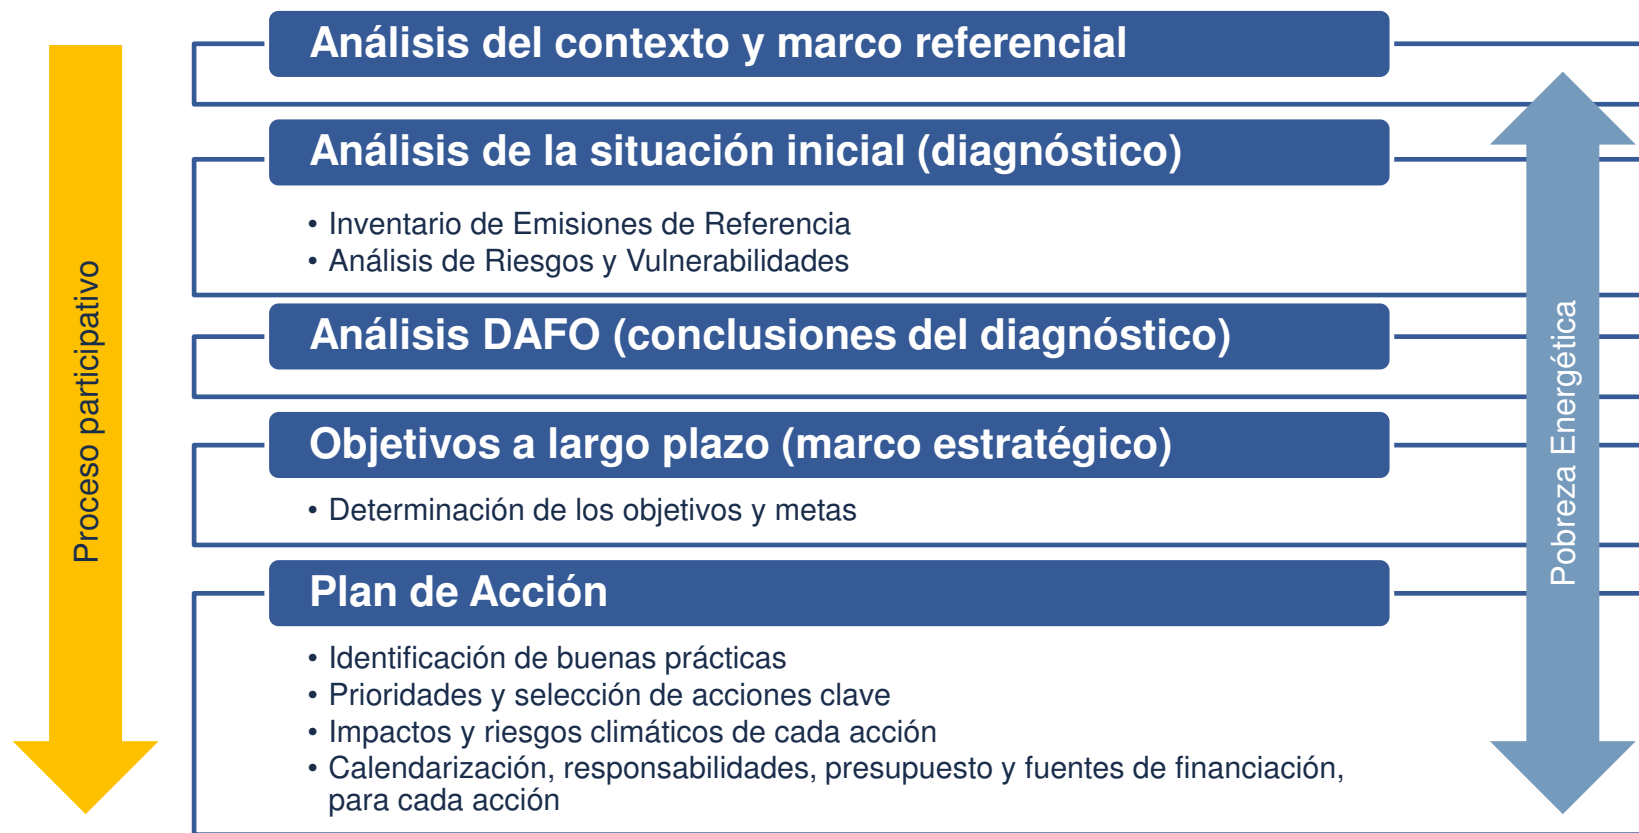 Proceso participativo
Análisis del contexto y marco referencial
Análisis de la situación inicial (diagnóstico)
• Inventario de Emisiones de Referencia
• Análisis de Riesgos y Vulnerabilidades
Análisis DAFO (conclusiones del diagnóstico)
Objetivos a largo plazo (marco estratégico)
• Determinación de los objetivos y metas
Plan de Acción
• Identificación de buenas prácticas
• Prioridades y selección de acciones clave
• Impactos y riesgos climáticos de cada acción
• Calendarización, responsabilidades, presupuesto y fuentes de financiación,
para cada acción
Pobreza Energética